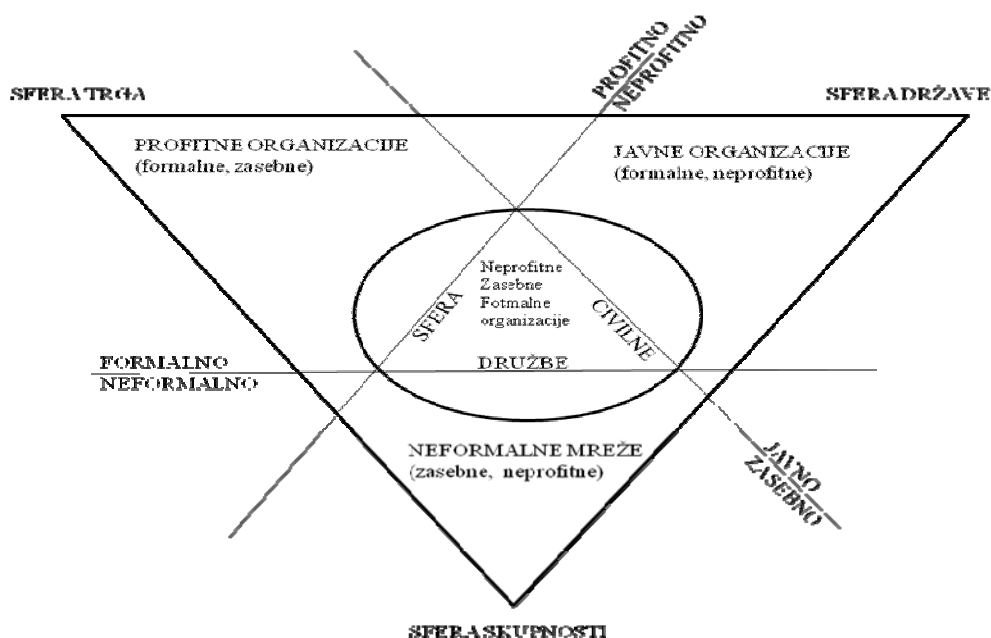 PROFITNO
NEPROFITNO
SFERA TRGA
SFERA DRŽAVE
PROFITNE ORGANIZACIJE
(formalne, zasebne)
JAVNE ORGANIZACIJE
(formalne, neprofitne)
Neprofitne
Zasebne
Fotmalne
organizacije
SFERA
CIVILNE
DRUŽBE
FORMALNO
NEFORMALNO
NEFORMALNE MREŽE
(zasebne, neprofitne)
JAVNO
ZASEBNO
SFERA SKUPNOSTI